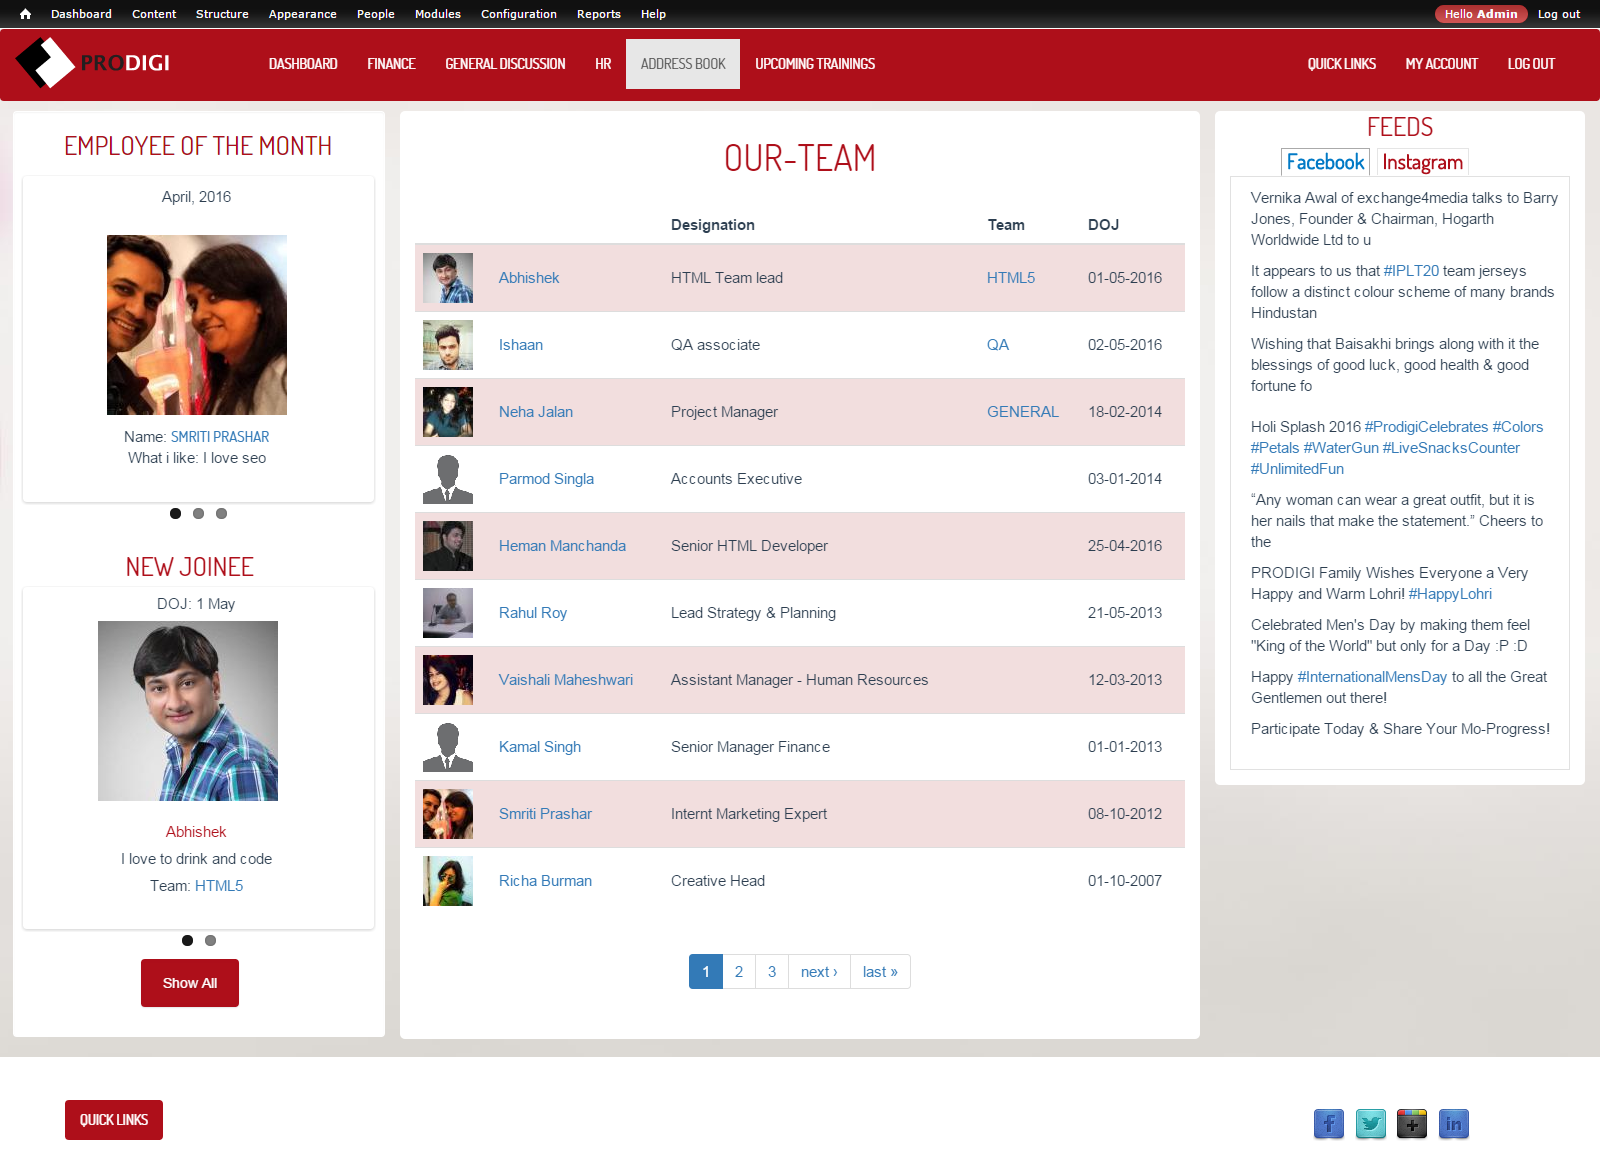 Dashboard Content Structure Appearance People Modules Configuration Reports Help Hello Admin Log out
PRODIGI DASHBOARD FINANCE GENERAL DISCUSSION HR ADDRESS BOOK UPCOMING TRAININGS QUICK LINKS MY ACCOUNT LOG OUT
EMPLOYEE OF THE MONTH
April, 2016
Name: SMRITI PRASHAR
What i like: I love seo
NEW JOINEE
DOJ: 1 May
Abhishek
I love to drink and code
Team: HTML5
Show All
OUR-TEAM
Designation Team DOJ
Abhishek HTML Team lead HTML5 01-05-2016
Ishaan QA associate QA 02-05-2016
Neha Jalan Project Manager GENERAL 18-02-2014
Parmod Singla Accounts Executive 03-01-2014
Heman Manchanda Senior HTML Developer 25-04-2016
Rahul Roy Lead Strategy & Planning 21-05-2013
Vaishali Maheshwari Assistant Manager - Human Resources 12-03-2013
Kamal Singh Senior Manager Finance 01-01-2013
Smriti Prashar Internt Marketing Expert 08-10-2012
Richa Burman Creative Head 01-10-2007
1 2 3 next › last »
FEEDS
Facebook Instagram
Vernika Awal of exchange4media talks to Barry
Jones, Founder & Chairman, Hogarth
Worldwide Ltd to u
It appears to us that #IPLT20 team jerseys
follow a distinct colour scheme of many brands
Hindustan
Wishing that Baisakhi brings along with it the
blessings of good luck, good health & good
fortune fo
Holi Splash 2016 #ProdigiCelebrates #Colors
#Petals #WaterGun #LiveSnacksCounter
#UnlimitedFun
“Any woman can wear a great outfit, but it is
her nails that make the statement.” Cheers to
the
PRODIGI Family Wishes Everyone a Very
Happy and Warm Lohri! #HappyLohri
Celebrated Men's Day by making them feel
"King of the World" but only for a Day :P :D
Happy #InternationalMensDay to all the Great
Gentlemen out there!
Participate Today & Share Your Mo-Progress!
QUICK LINKS